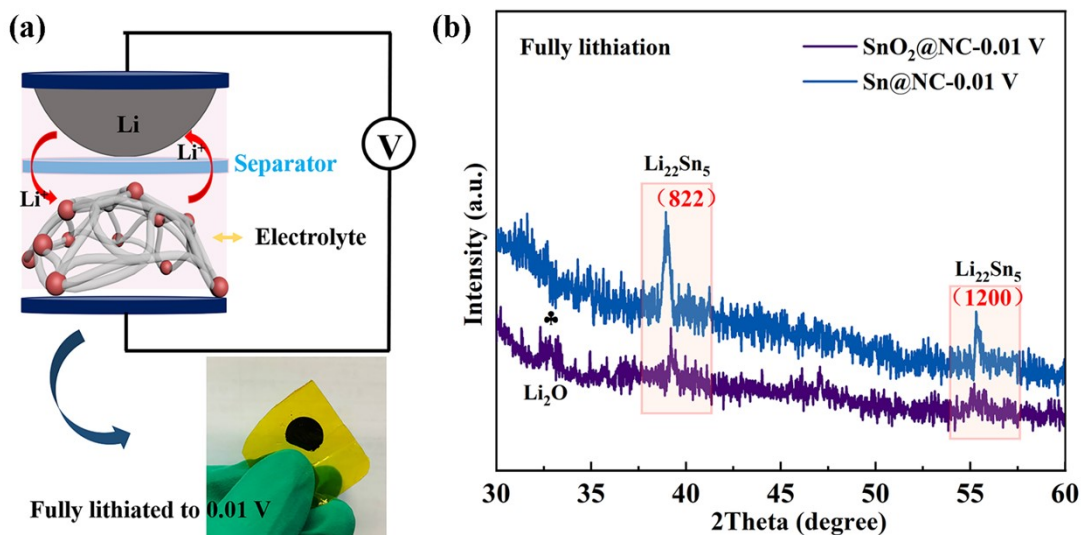 (a)
Li
Li⁺
Separator
Li⁺
Electrolyte
V
Fully lithiated to 0.01 V
(b)
Fully lithiation
SnO₂@NC-0.01 V
Sn@NC-0.01 V
Li₂₂Sn₅
(822)
Li₂₂Sn₅
(1200)
♣
Li₂O
Intensity (a.u.)
30 35 40 45 50 55 60
2Theta (degree)